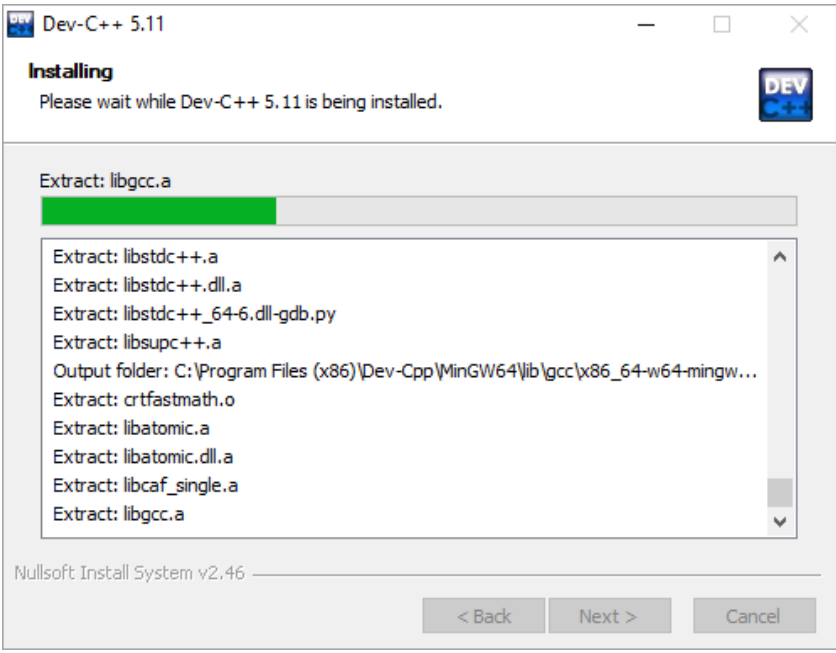 DEV
C++
Dev-C++ 5.11
Installing
Please wait while Dev-C++ 5.11 is being installed.
DEV
C++
Extract: libgcc.a
Extract: libstdc++.a
Extract: libstdc++.dll.a
Extract: libstdc++_64-6.dll-gdb.py
Extract: libsupc++.a
Output folder: C:\Program Files (x86)\Dev-Cpp\MinGW64\lib\gcc\x86_64-w64-mingw...
Extract: crtfastmath.o
Extract: libatomic.a
Extract: libatomic.dll.a
Extract: libcaf_single.a
Extract: libgcc.a
Nullsoft Install System v2.46
< Back
Next >
Cancel